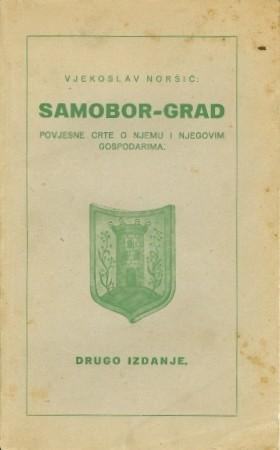 VJEKOSLAV NORŠIĆ:
SAMOBOR-GRAD
POVJESNE CRTE O NJEMU I NJEGOVIM
GOSPODARIMA.
DRUGO IZDANJE.